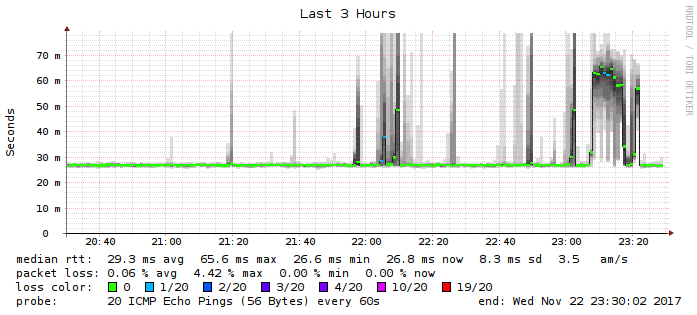 Last 3 Hours
RRDTOOL / TOBI OETIKER
Seconds
70 m
60 m
50 m
40 m
30 m
20 m
10 m
0
20:40 21:00 21:20 21:40 22:00 22:20 22:40 23:00 23:20
median rtt: 29.3 ms avg 65.6 ms max 26.6 ms min 26.8 ms now 8.3 ms sd 3.5 am/s
packet loss: 0.06 % avg 4.42 % max 0.00 % min 0.00 % now
loss color: 0 1/20 2/20 3/20 4/20 10/20 19/20
probe: 20 ICMP Echo Pings (56 Bytes) every 60s end: Wed Nov 22 23:30:02 2017